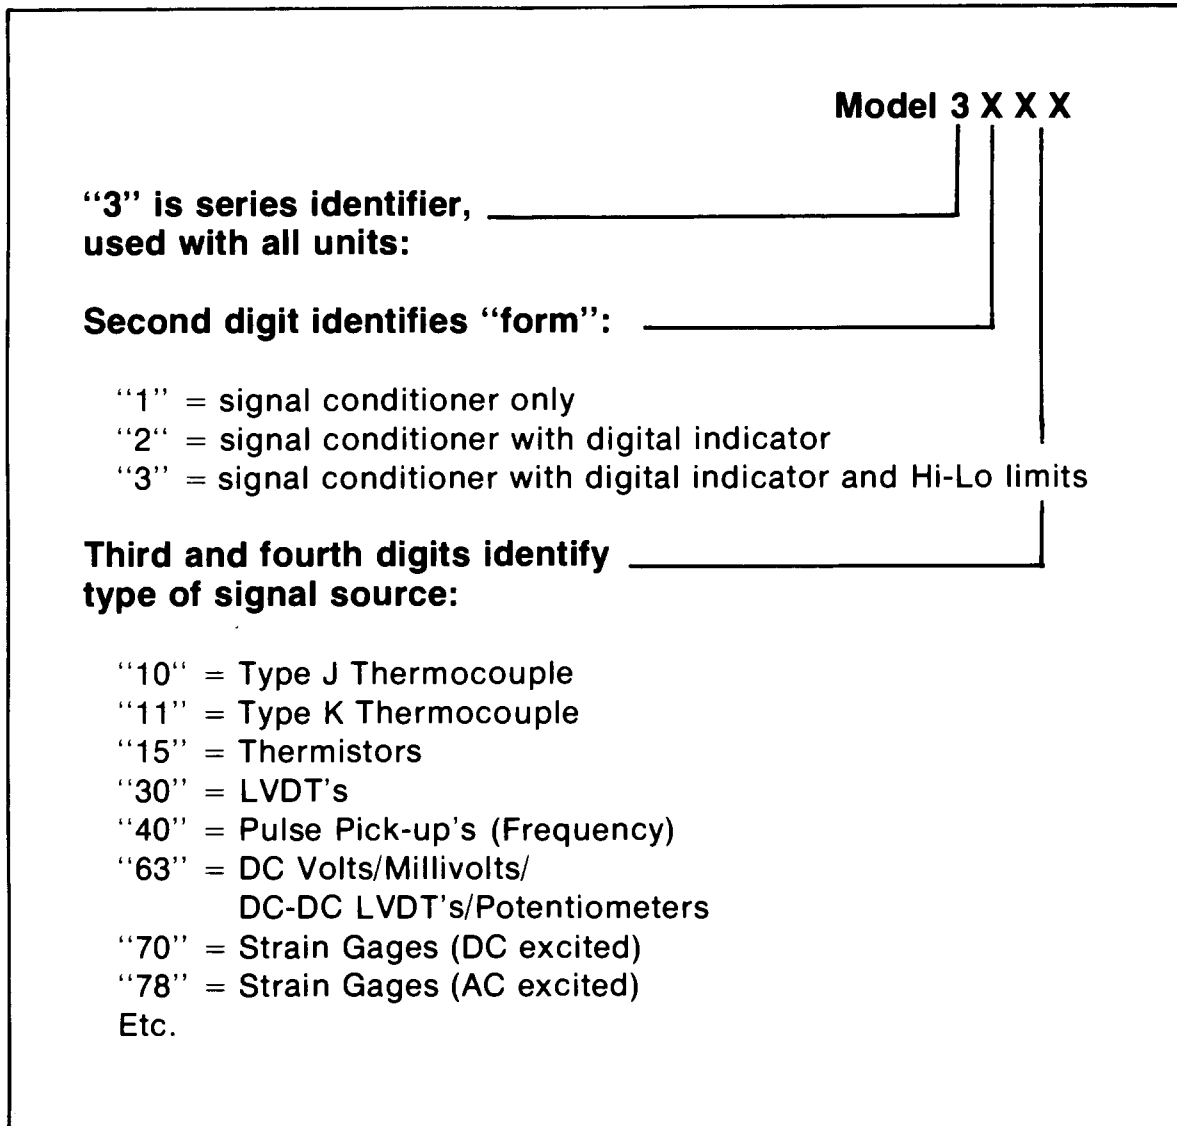 Model 3 X X X
“3” is series identifier,
used with all units:
Second digit identifies “form”:
“1” = signal conditioner only
“2“ = signal conditioner with digital indicator
“3” = signal conditioner with digital indicator and Hi-Lo limits
Third and fourth digits identify
type of signal source:
“10“ = Type J Thermocouple
“11” = Type K Thermocouple
“15” = Thermistors
“30” = LVDT's
“40” = Pulse Pick-up's (Frequency)
“63” = DC Volts/Millivolts/
DC-DC LVDT's/Potentiometers
“70” = Strain Gages (DC excited)
“78” = Strain Gages (AC excited)
Etc.